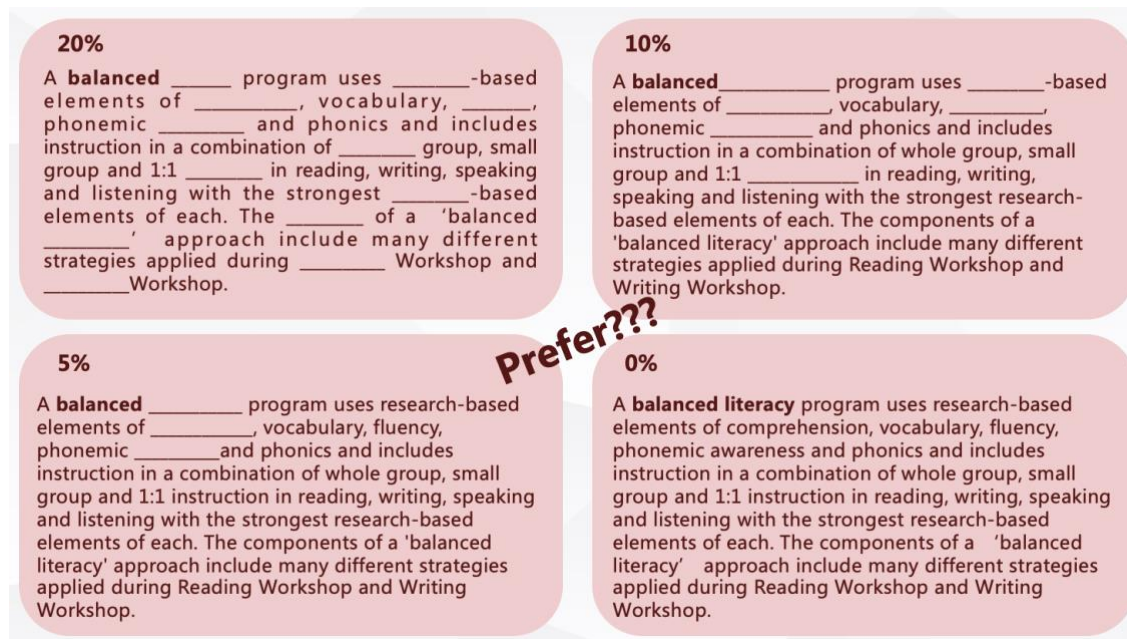 20%
A balanced ______ program uses ________-based
elements of __________, vocabulary, _______,
phonemic _________ and phonics and includes
instruction in a combination of ________ group, small
group and 1:1 ________ in reading, writing, speaking
and listening with the strongest ________-based
elements of each. The ________ of a 'balanced
_________' approach include many different
strategies applied during _________ Workshop and
_________Workshop.
10%
A balanced____________ program uses ________-based
elements of ___________, vocabulary, __________,
phonemic ___________ and phonics and includes
instruction in a combination of whole group, small
group and 1:1 ____________ in reading, writing,
speaking and listening with the strongest research-
based elements of each. The components of a
'balanced literacy' approach include many different
strategies applied during Reading Workshop and
Writing Workshop.
Prefer???
5%
A balanced __________ program uses research-based
elements of ___________, vocabulary, fluency,
phonemic _________and phonics and includes
instruction in a combination of whole group, small
group and 1:1 instruction in reading, writing, speaking
and listening with the strongest research-based
elements of each. The components of a 'balanced
literacy' approach include many different strategies
applied during Reading Workshop and Writing
Workshop.
0%
A balanced literacy program uses research-based
elements of comprehension, vocabulary, fluency,
phonemic awareness and phonics and includes
instruction in a combination of whole group, small
group and 1:1 instruction in reading, writing, speaking
and listening with the strongest research-based
elements of each. The components of a 'balanced
literacy' approach include many different strategies
applied during Reading Workshop and Writing
Workshop.